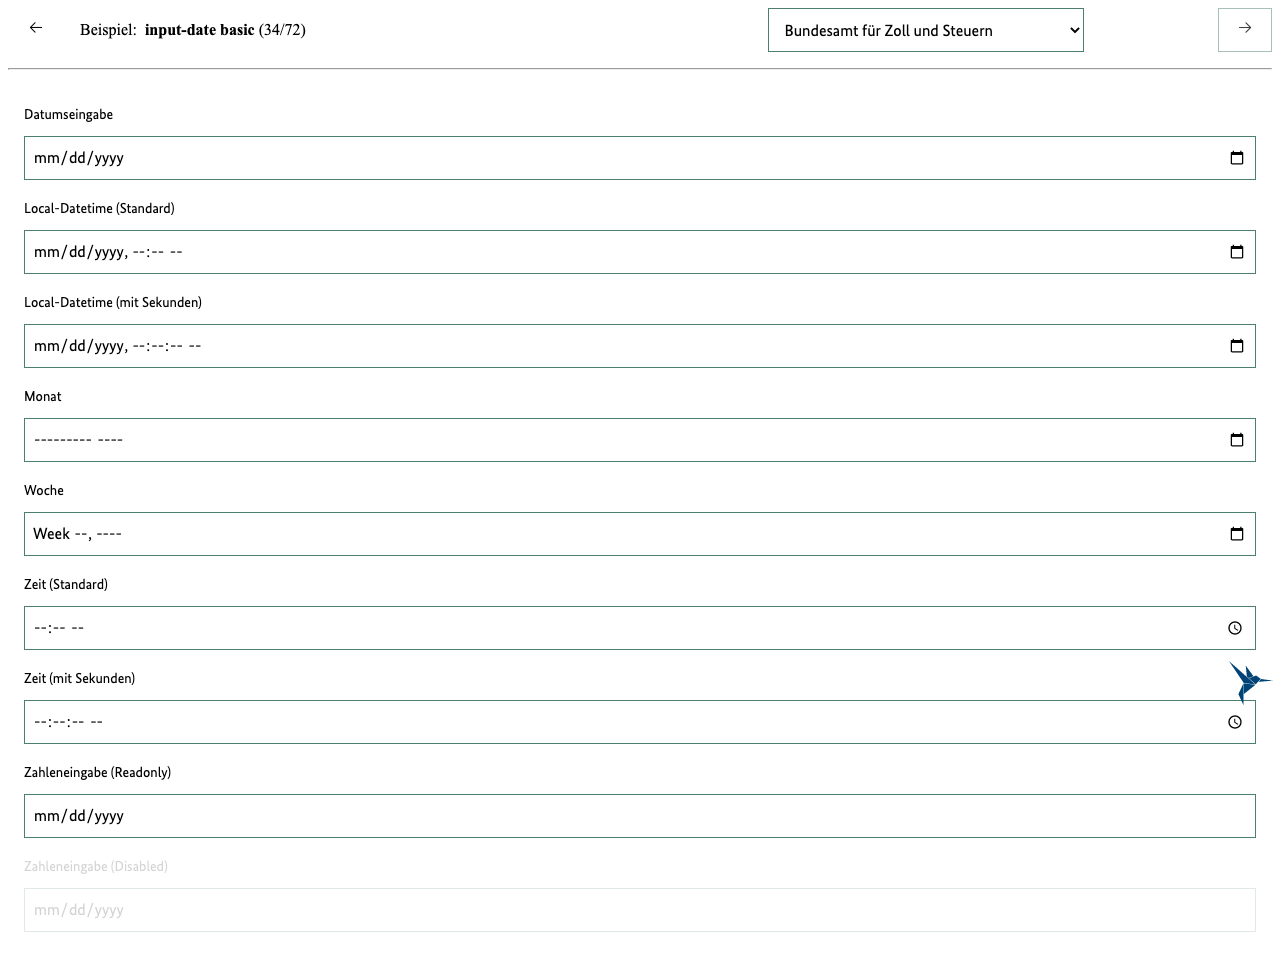 Beispiel: input-date basic (34/72)
Bundesamt für Zoll und Steuern
Datumseingabe
mm/dd/yyyy
Local-Datetime (Standard)
mm/dd/yyyy, --:-- --
Local-Datetime (mit Sekunden)
mm/dd/yyyy, --:--:-- --
Monat
--------- ----
Woche
Week --, ----
Zeit (Standard)
--:-- --
Zeit (mit Sekunden)
--:--:-- --
Zahleneingabe (Readonly)
mm/dd/yyyy
Zahleneingabe (Disabled)
mm/dd/yyyy